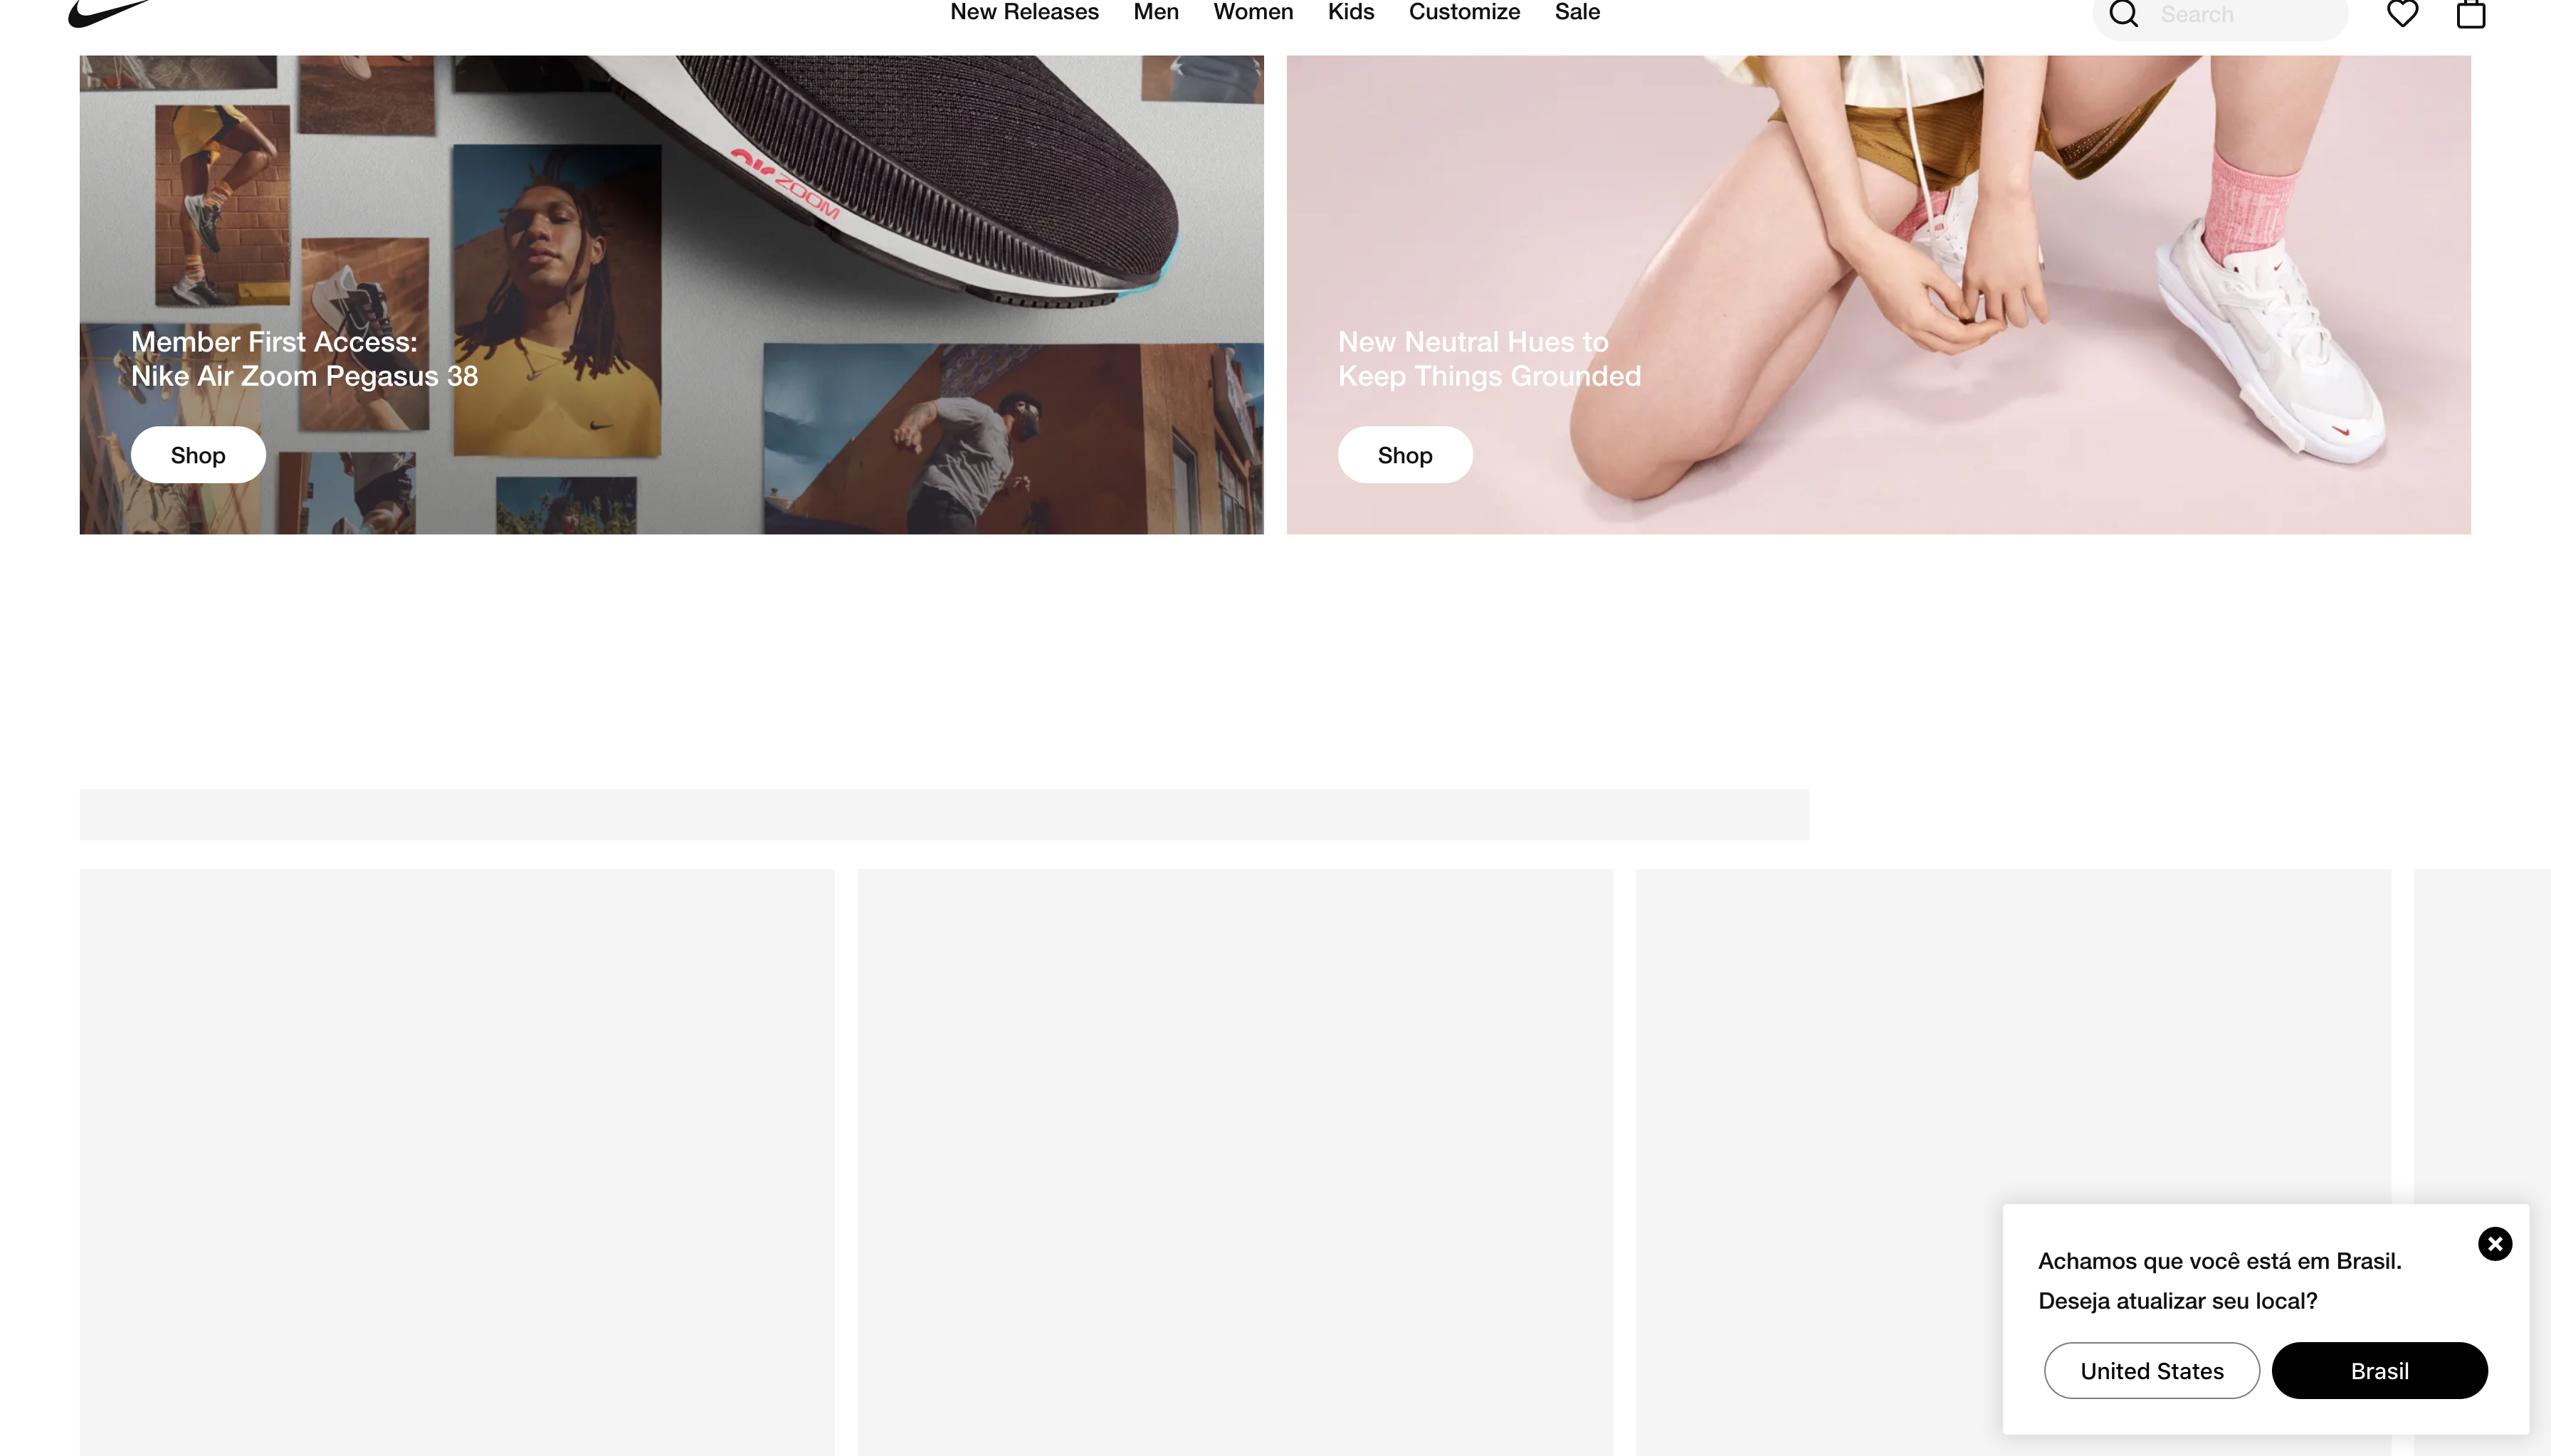 New Releases Men Women Kids Customize Sale
Search
air ZOOM
Member First Access:
Nike Air Zoom Pegasus 38
Shop
New Neutral Hues to
Keep Things Grounded
Shop
Achamos que você está em Brasil.
Deseja atualizar seu local?
United States Brasil